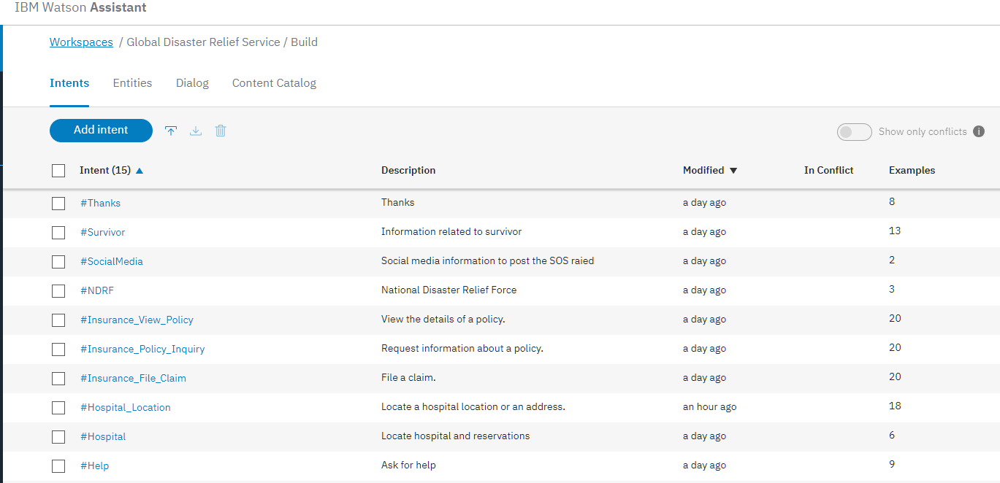 IBM Watson Assistant
Workspaces / Global Disaster Relief Service / Build
Intents Entities Dialog Content Catalog
Add intent Show only conflicts i
Intent (15) ▲ Description Modified ▼ In Conflict Examples
#Thanks Thanks a day ago 8
#Survivor Information related to survivor a day ago 13
#SocialMedia Social media information to post the SOS raied a day ago 2
#NDRF National Disaster Relief Force a day ago 3
#Insurance_View_Policy View the details of a policy. a day ago 20
#Insurance_Policy_Inquiry Request information about a policy. a day ago 20
#Insurance_File_Claim File a claim. a day ago 20
#Hospital_Location Locate a hospital location or an address. an hour ago 18
#Hospital Locate hospital and reservations a day ago 6
#Help Ask for help a day ago 9